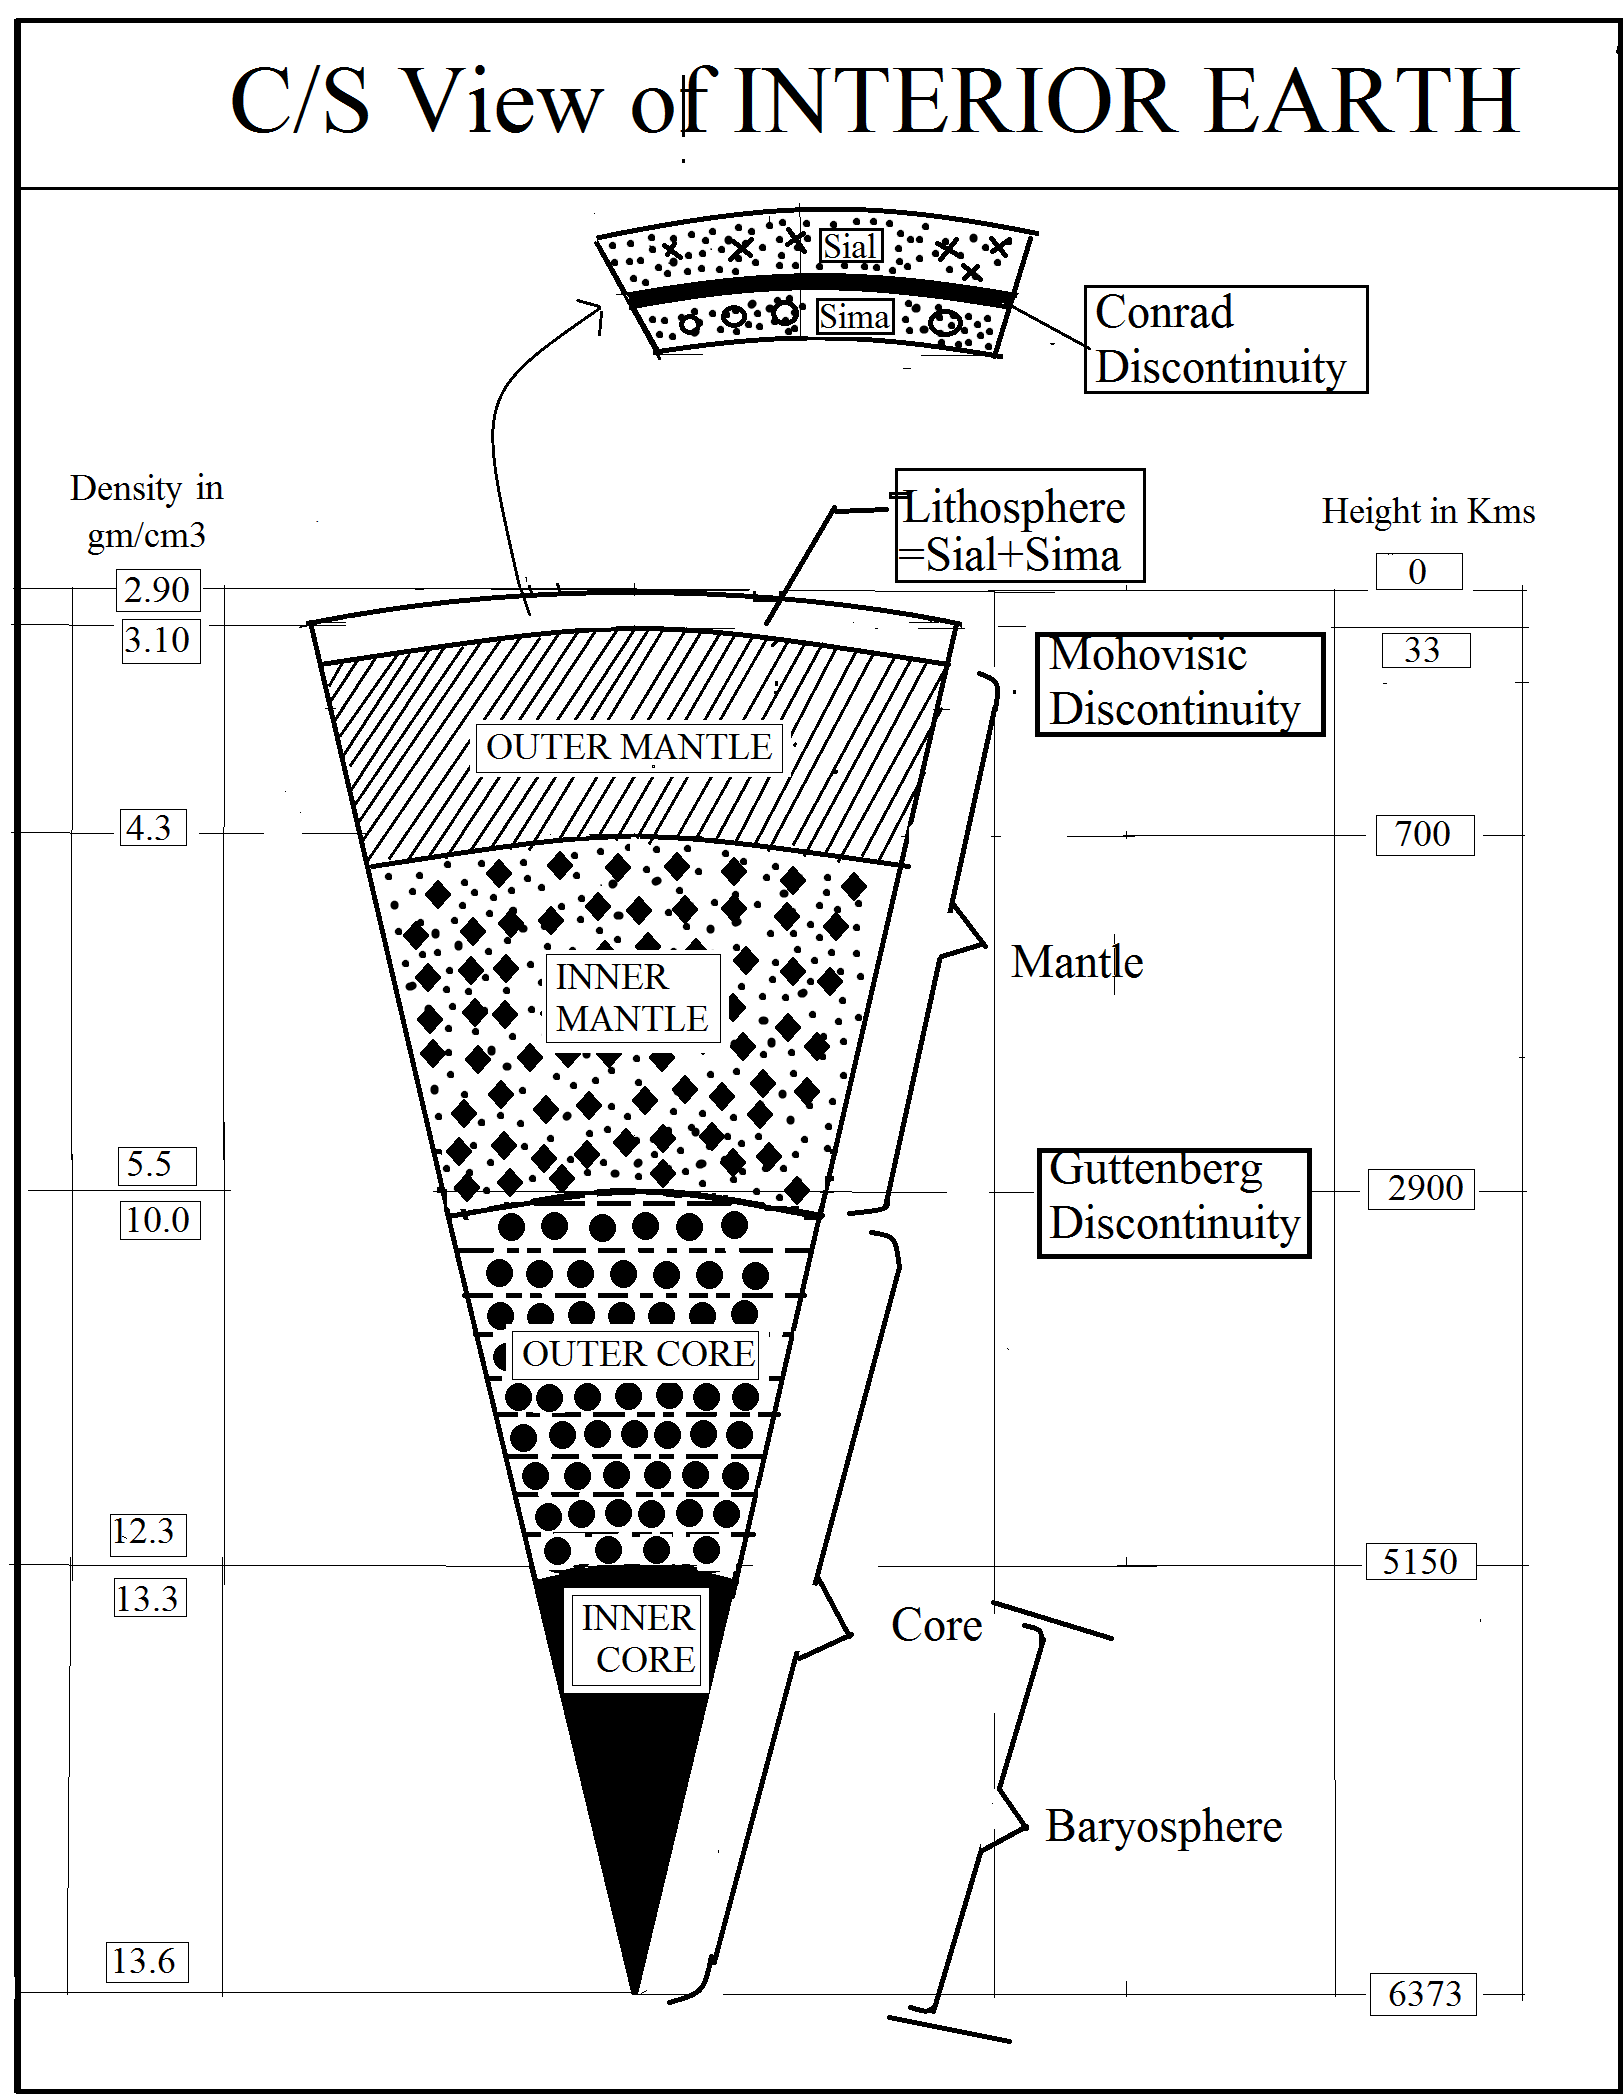 C/S View of INTERIOR EARTH
Sial
Sima
Conrad
Discontinuity
Density in
gm/cm3
Lithosphere
=Sial+Sima
Height in Kms
2.90
0
3.10
Mohovisic
Discontinuity
33
OUTER MANTLE
4.3
700
INNER
MANTLE
Mantle
5.5
10.0
Guttenberg
Discontinuity
2900
OUTER CORE
12.3
5150
13.3
INNER
CORE
Core
Baryosphere
13.6
6373